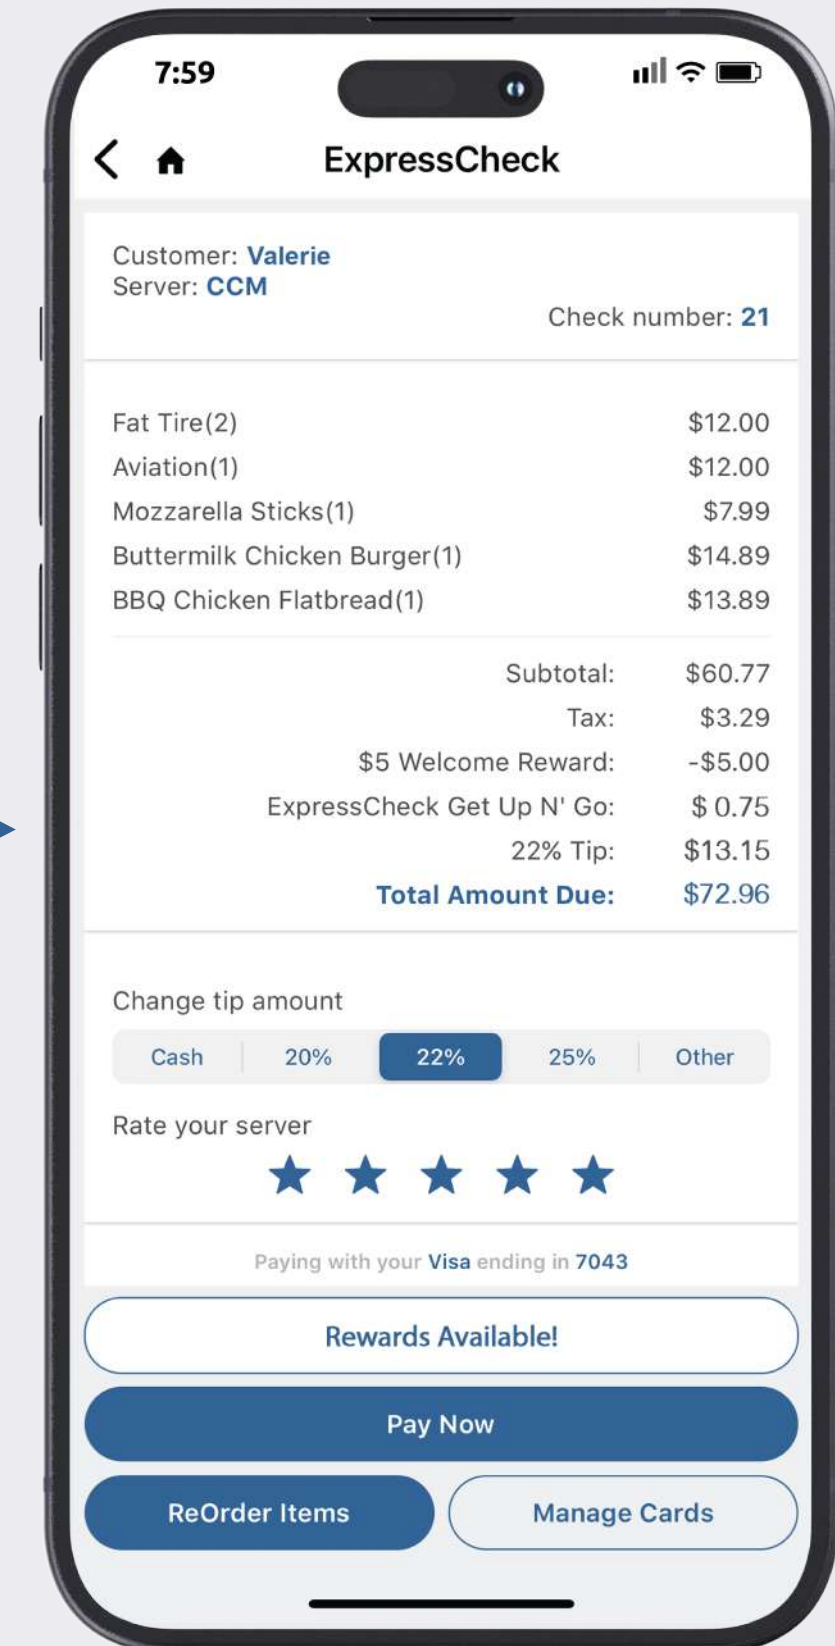 7:59
ExpressCheck
Customer: Valerie
Server: CCM
Check number: 21
Fat Tire(2) $12.00
Aviation(1) $12.00
Mozzarella Sticks(1) $7.99
Buttermilk Chicken Burger(1) $14.89
BBQ Chicken Flatbread(1) $13.89
Subtotal: $60.77
Tax: $3.29
$5 Welcome Reward: -$5.00
ExpressCheck Get Up N' Go: $ 0.75
22% Tip: $13.15
Total Amount Due: $72.96
Change tip amount
Cash 20% 22% 25% Other
Rate your server
Paying with your Visa ending in 7043
Rewards Available!
Pay Now
ReOrder Items Manage Cards